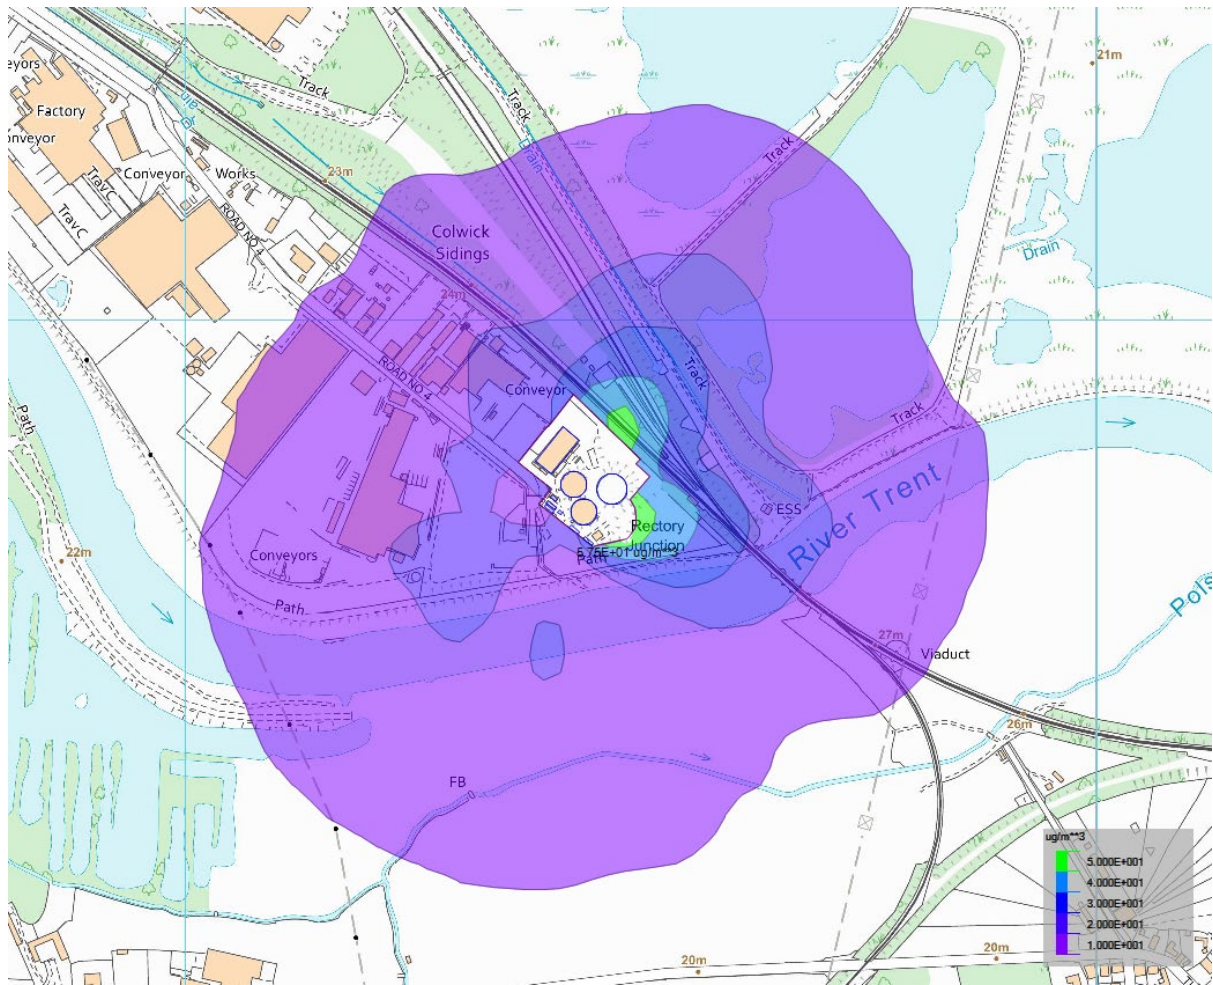 eyors
Factory
onveyor
Conveyor
Works
TravC
TravC
ROAD NO 4
Track
Drain
23m
Track
Drain
Track
21m
Drain
Colwick
Sidings
24m
ROAD NO 4
Conveyor
Track
Track
Path
22m
Conveyors
Path
Rectory
Junction
5.75E+01 ug/m**3
Path
ESS
River Trent
Pols
27m
Viaduct
26m
FB
20m
20m
ug/m**3
5.000E+001
4.000E+001
3.000E+001
2.000E+001
1.000E+001